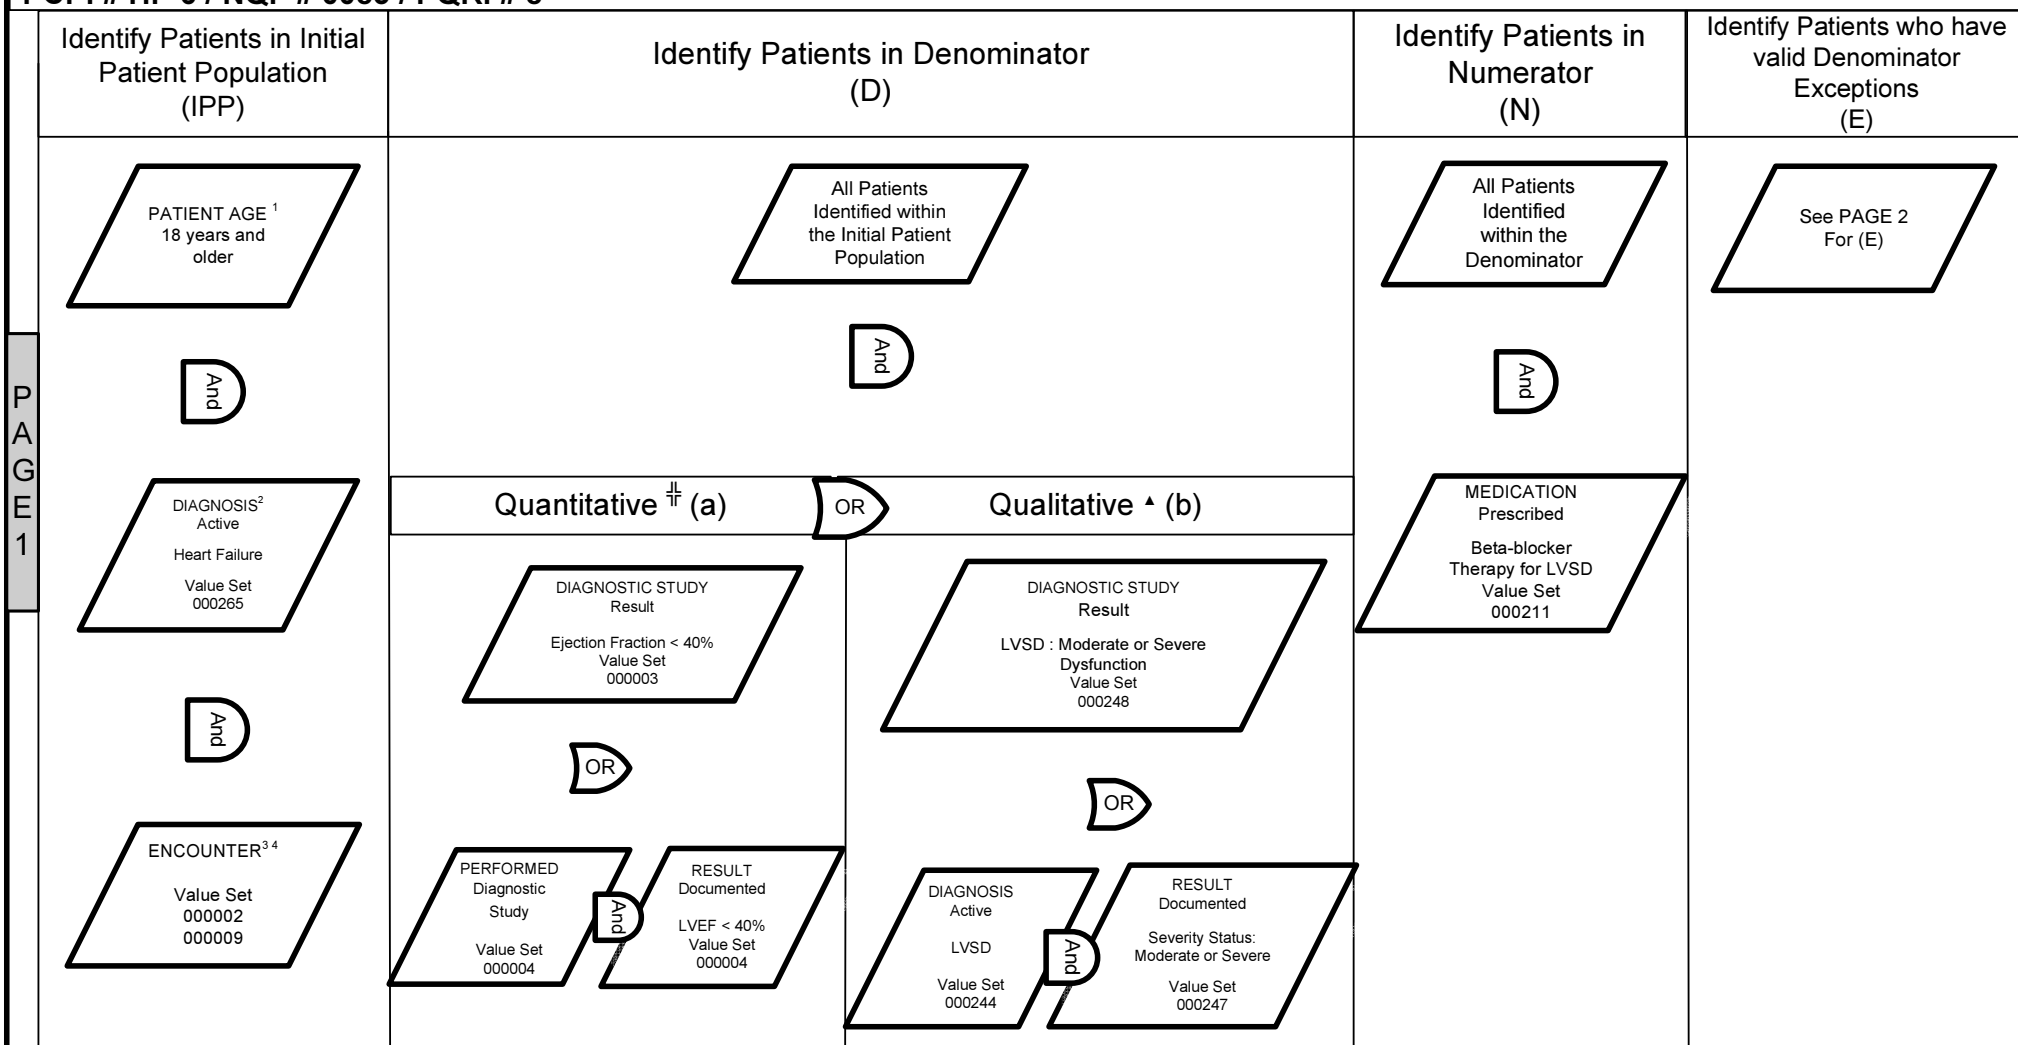 Identify Patients in Initial
Patient Population
(IPP)
Identify Patients in Denominator
(D)
Identify Patients in
Numerator
(N)
Identify Patients who have
valid Denominator
Exceptions
(E)
PAGE 1
PATIENT AGE 1
18 years and
older
And
DIAGNOSIS2
Active
Heart Failure
Value Set
000265
And
ENCOUNTER3 4
Value Set
000002
000009
All Patients
Identified within
the Initial Patient
Population
And
Quantitative ╬ (a)
OR
Qualitative ▲ (b)
DIAGNOSTIC STUDY
Result
Ejection Fraction < 40%
Value Set
000003
OR
PERFORMED
Diagnostic
Study
Value Set
000004
And
RESULT
Documented
LVEF < 40%
Value Set
000004
DIAGNOSTIC STUDY
Result
LVSD : Moderate or Severe
Dysfunction
Value Set
000248
OR
DIAGNOSIS
Active
LVSD
Value Set
000244
And
RESULT
Documented
Severity Status:
Moderate or Severe
Value Set
000247
All Patients
Identified
within the
Denominator
And
MEDICATION
Prescribed
Beta-blocker
Therapy for LVSD
Value Set
000211
See PAGE 2
For (E)